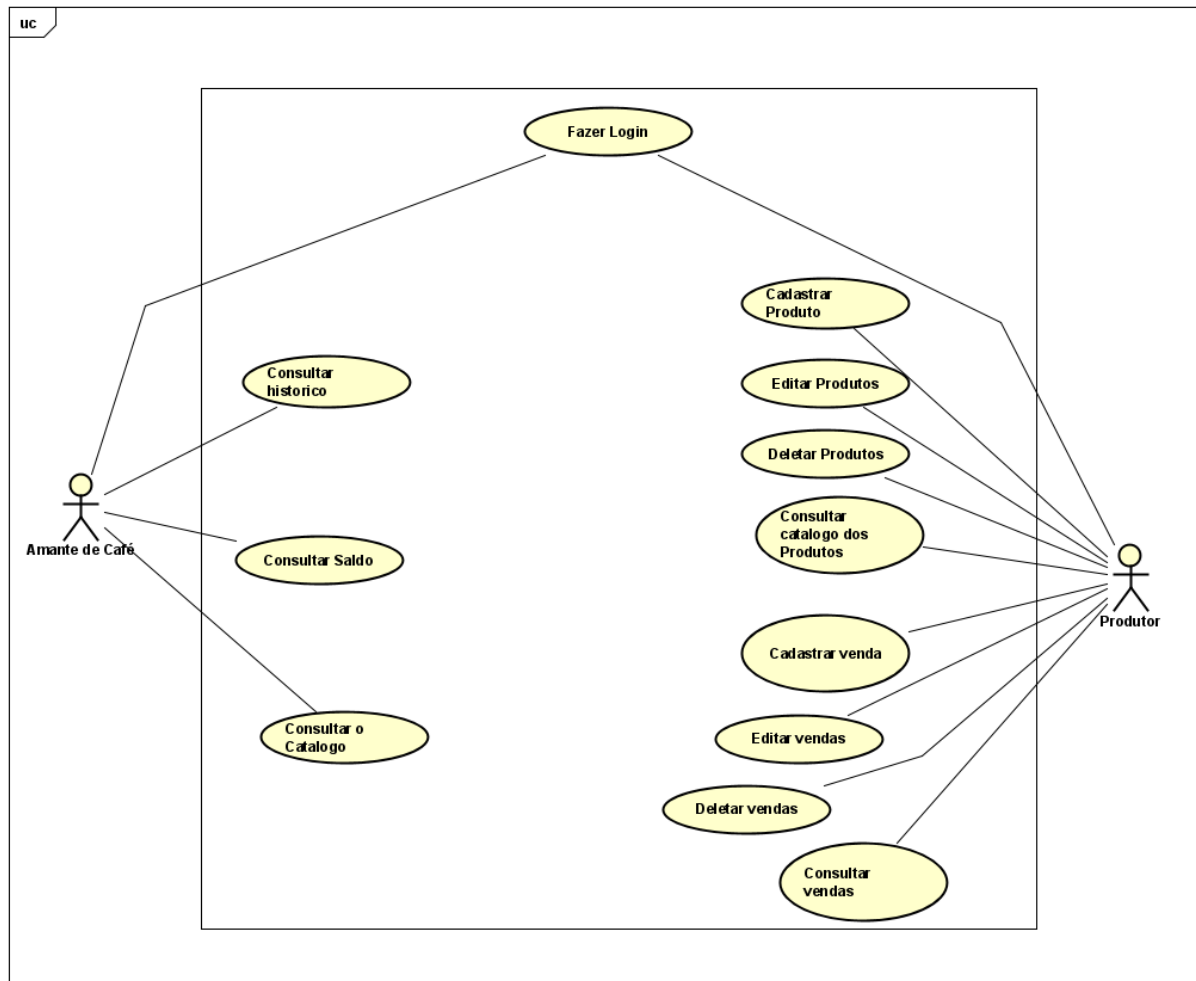 uc
Fazer Login
Cadastrar
Produto
Consultar
historico
Editar Produtos
Deletar Produtos
Consultar
catalogo dos
Produtos
Amante de Café
Consultar Saldo
Produtor
Cadastrar venda
Consultar o
Catalogo
Editar vendas
Deletar vendas
Consultar
vendas